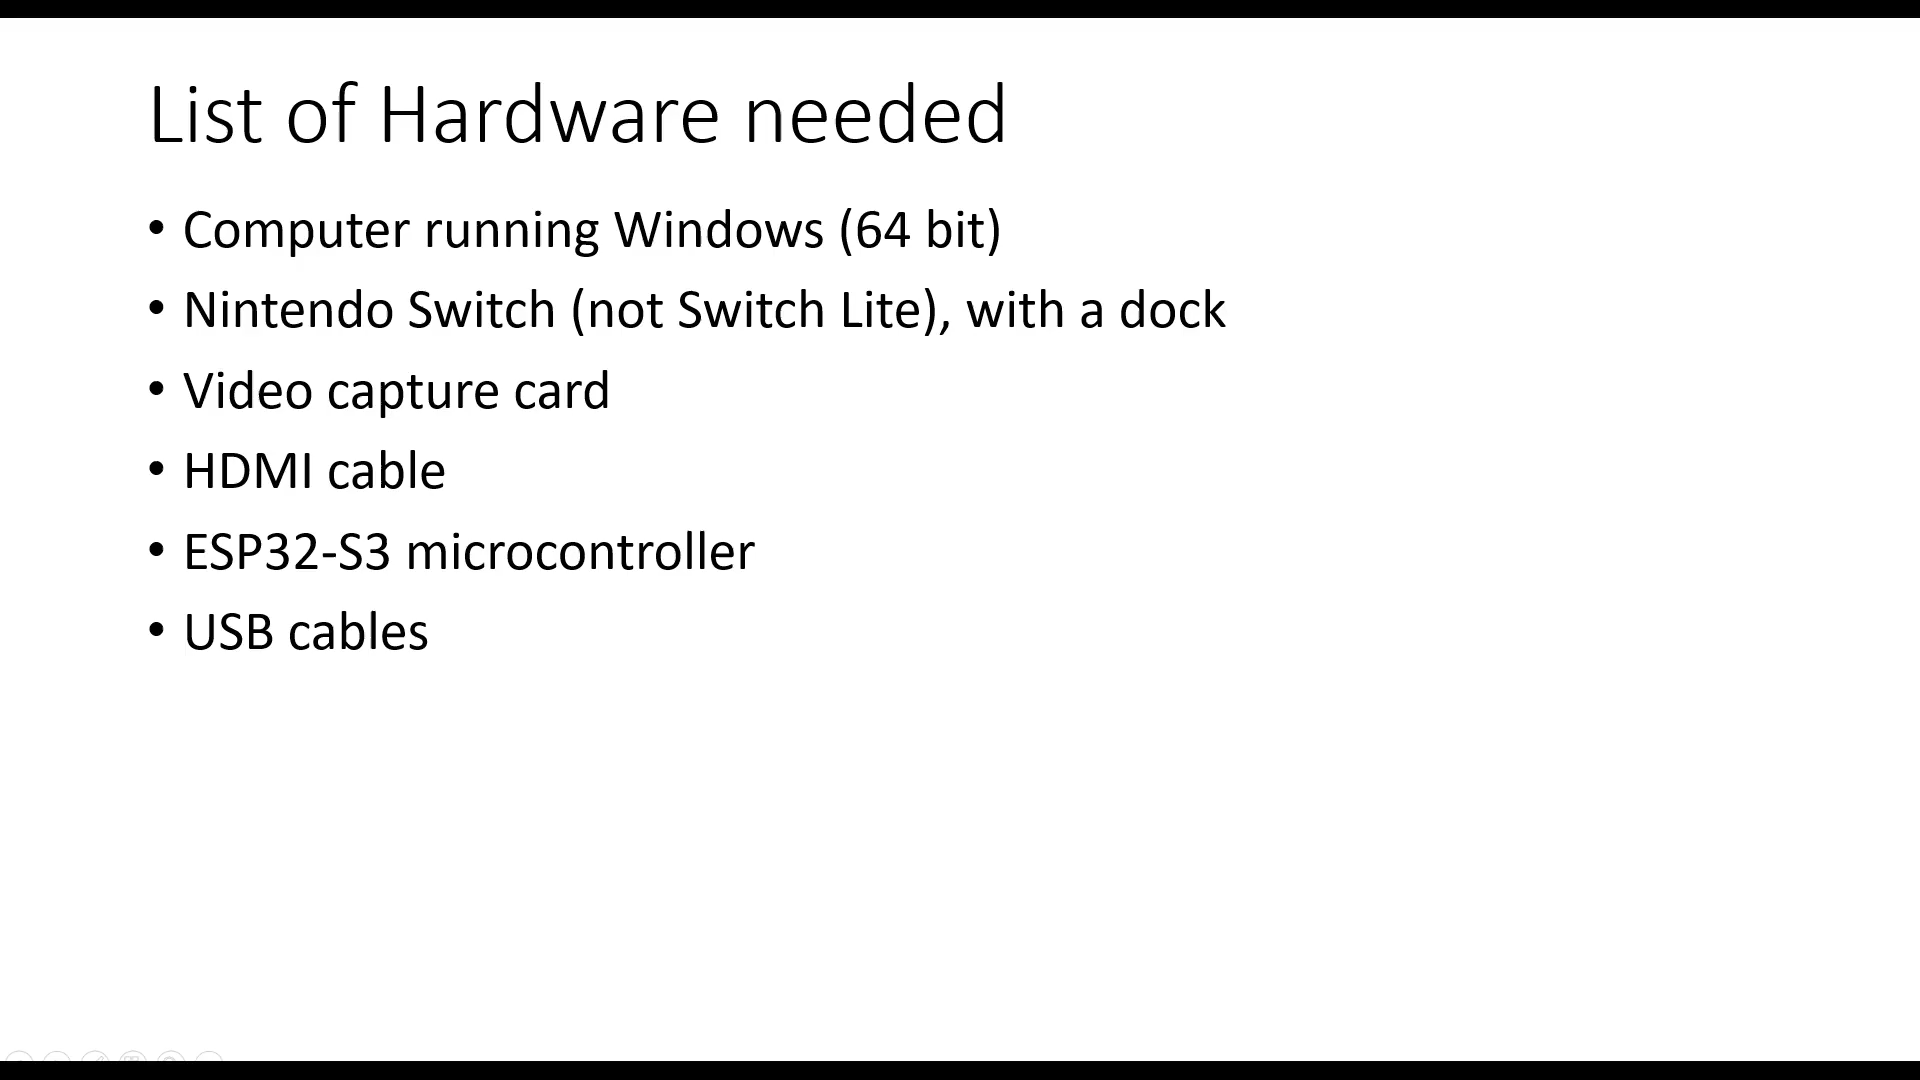 List of Hardware needed
• Computer running Windows (64 bit)
• Nintendo Switch (not Switch Lite), with a dock
• Video capture card
• HDMI cable
• ESP32-S3 microcontroller
• USB cables